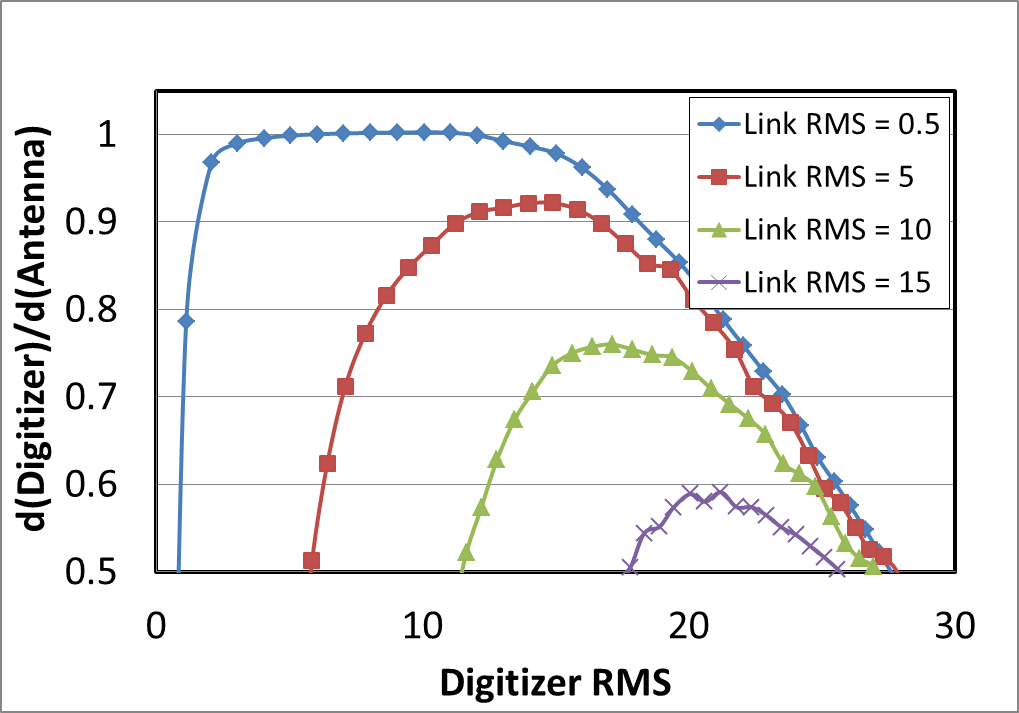 d(Digitizer)/d(Antenna)
1
0.9
0.8
0.7
0.6
0.5
0 10 20 30
Digitizer RMS
Link RMS = 0.5
Link RMS = 5
Link RMS = 10
Link RMS = 15